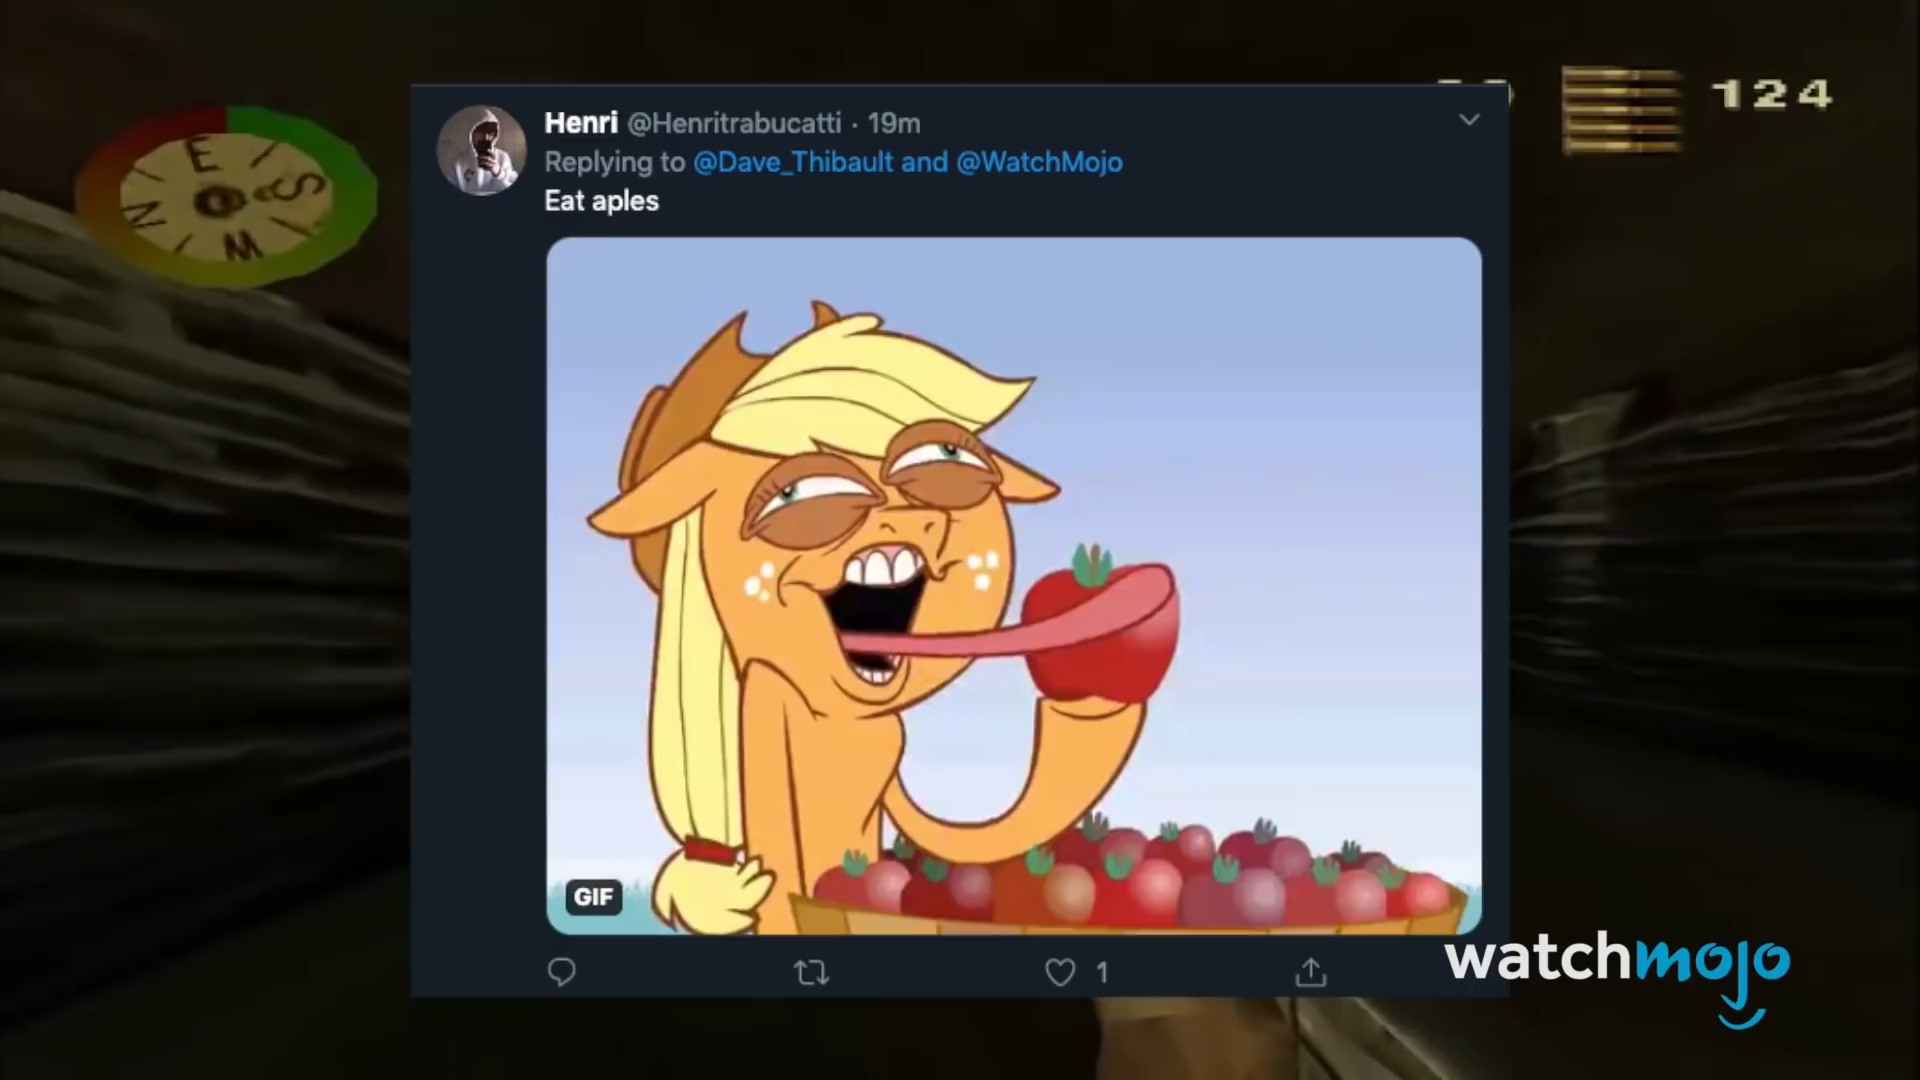 124
Henri @Henritrabucatti · 19m
Replying to @Dave_Thibault and @WatchMojo
Eat aples
E
S
N
W
GIF
1
watchmojo